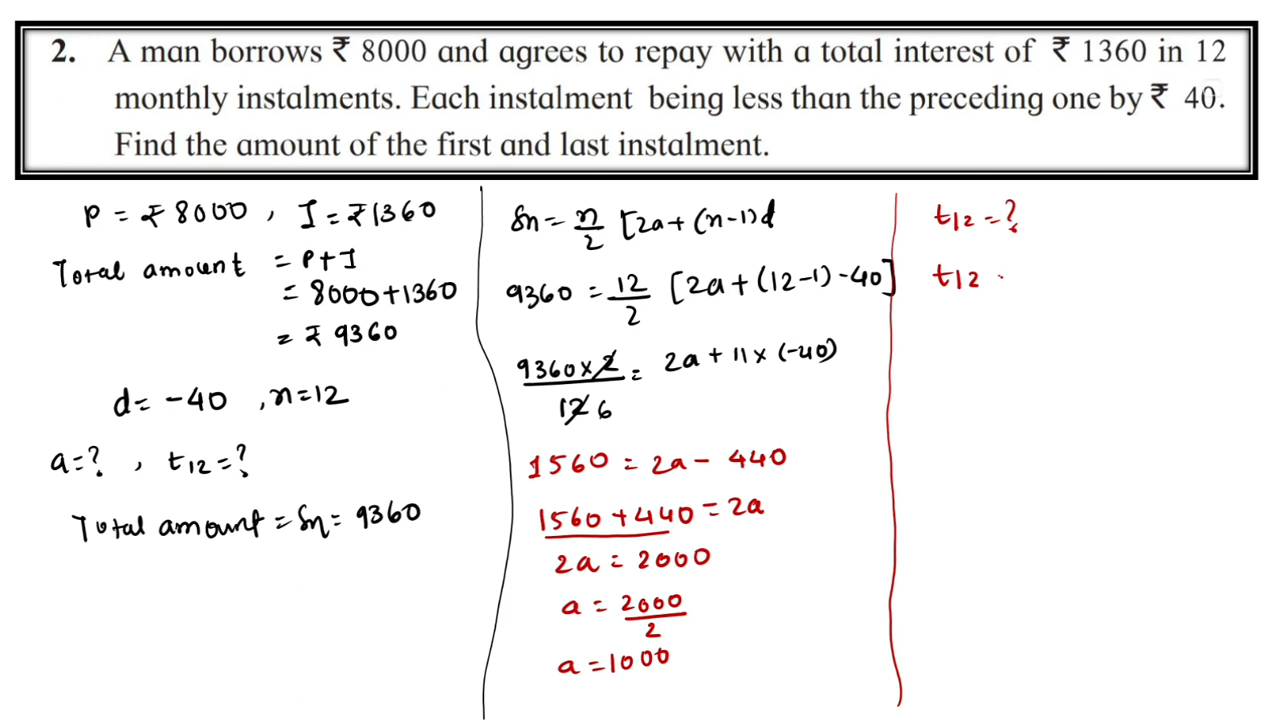 2. A man borrows ₹ 8000 and agrees to repay with a total interest of ₹ 1360 in 12
monthly instalments. Each instalment being less than the preceding one by ₹ 40.
Find the amount of the first and last instalment.
P = ₹ 8000 , I = ₹ 1360
Total amount = P+I
= 8000+1360
= ₹ 9360
d = -40 , n = 12
a = ? , t12 = ?
Total amount = Sn = 9360
Sn = n/2 [2a + (n-1)d
9360 = 12/2 [2a + (12-1) -40]
9360 × 2 / 12 6 = 2a + 11 × (-40)
1560 = 2a - 440
1560 + 440 = 2a
2a = 2000
a = 2000/2
a = 1000
t12 = ?
t12